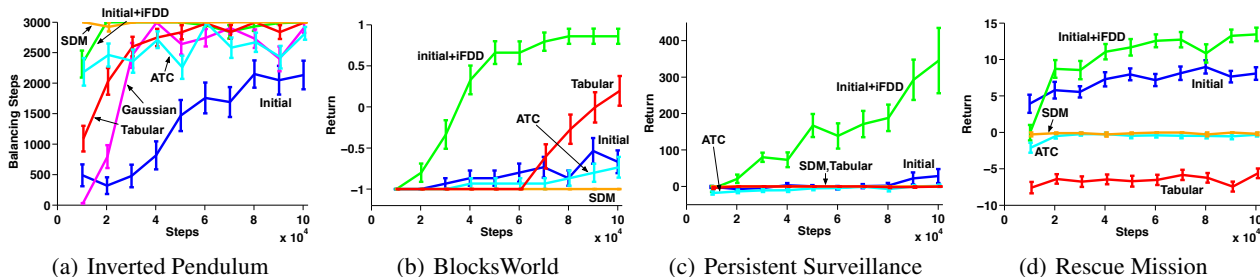 Balancing Steps
3000
2500
2000
1500
1000
500
0
Initial+iFDD
SDM
ATC
Gaussian
Tabular
Initial
0 2 4 6 8 10
Steps
x 10^4
(a) Inverted Pendulum
Return
1
0.5
0
−0.5
−1
initial+iFDD
Tabular
ATC
Initial
SDM
0 2 4 6 8 10
Steps
x 10^4
(b) BlocksWorld
Return
400
300
200
100
0
Initial+iFDD
ATC
SDM,Tabular
Initial
0 2 4 6 8 10
Steps
x 10^4
(c) Persistent Surveillance
Return
15
10
5
0
−5
−10
Initial+iFDD
Initial
SDM
ATC
Tabular
0 2 4 6 8 10
Steps
x 10^4
(d) Rescue Mission